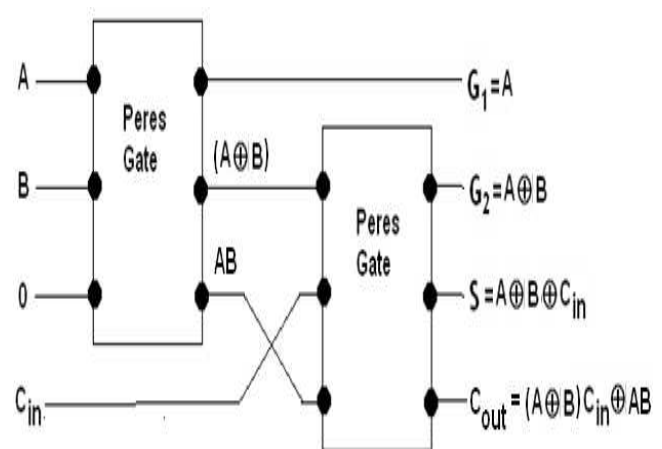 A
G₁=A
Peres
Gate
B
(A⊕B)
G₂=A⊕B
Peres
Gate
0
AB
S=A⊕B⊕Cin
Cin
Cout=(A⊕B)Cin⊕AB